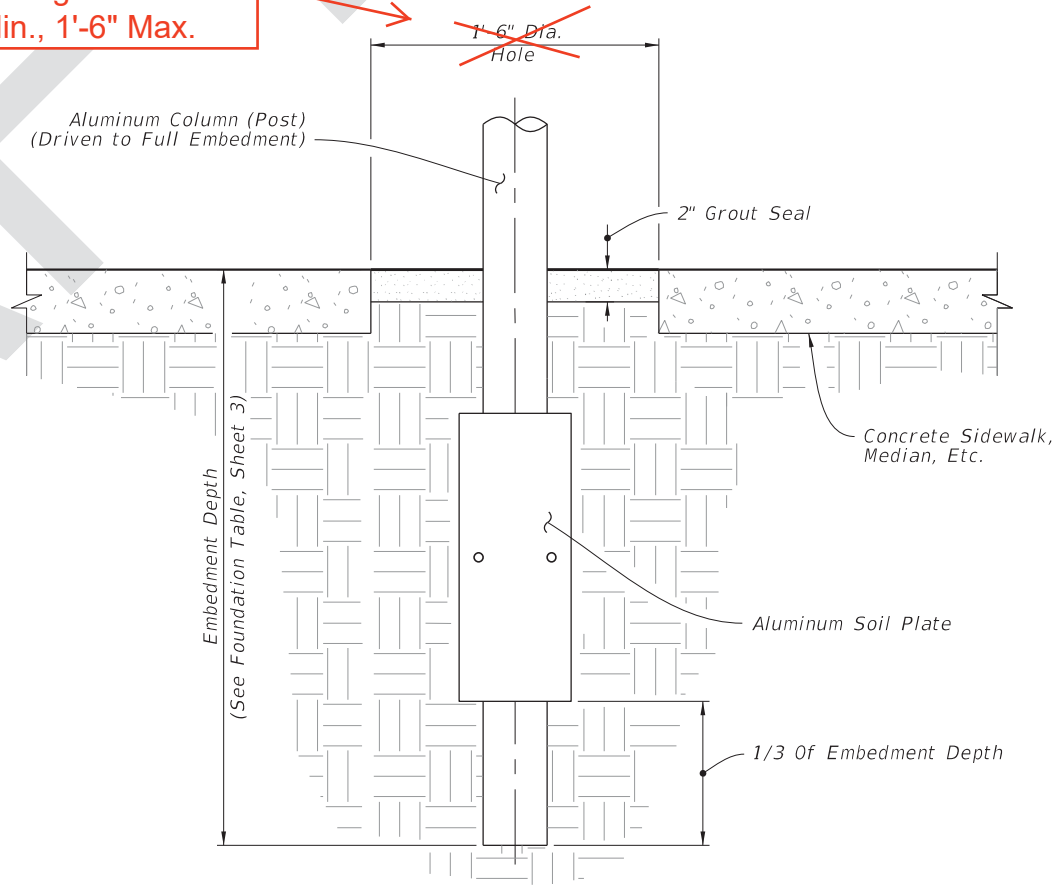 1'-6" Max.
1'-6" Dia.
Hole
Aluminum Column (Post)
(Driven to Full Embedment)
2" Grout Seal
Concrete Sidewalk,
Median, Etc.
Embedment Depth
(See Foundation Table, Sheet 3)
Aluminum Soil Plate
1/3 Of Embedment Depth